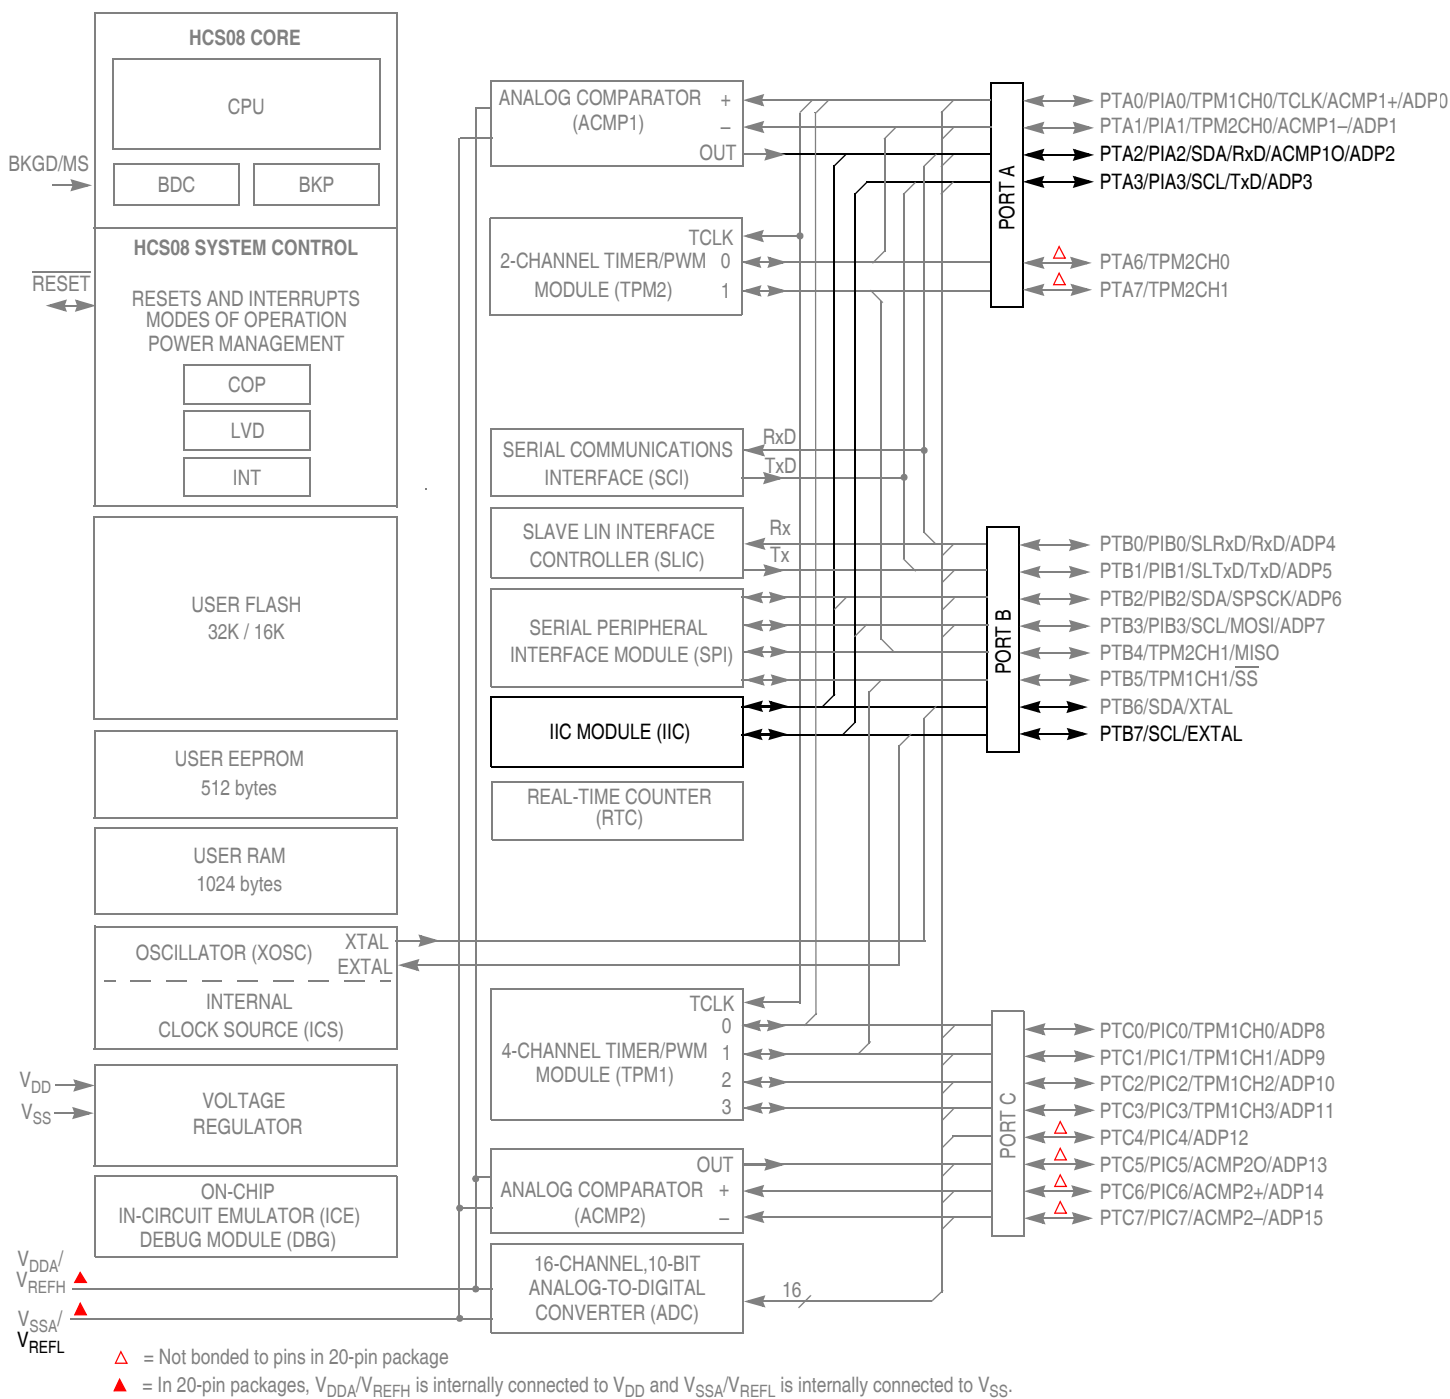 HCS08 CORE
CPU
BKGD/MS
BDC
BKP
HCS08 SYSTEM CONTROL
RESET
RESETS AND INTERRUPTS
MODES OF OPERATION
POWER MANAGEMENT
COP
LVD
INT
USER FLASH
32K / 16K
USER EEPROM
512 bytes
USER RAM
1024 bytes
OSCILLATOR (XOSC)
XTAL
EXTAL
INTERNAL
CLOCK SOURCE (ICS)
VDD
VSS
VOLTAGE
REGULATOR
ON-CHIP
IN-CIRCUIT EMULATOR (ICE)
DEBUG MODULE (DBG)
VDDA/
VREFH
VSSA/
VREFL
ANALOG COMPARATOR +
(ACMP1) –
OUT
TCLK
2-CHANNEL TIMER/PWM 0
MODULE (TPM2) 1
SERIAL COMMUNICATIONS
INTERFACE (SCI)
RxD
TxD
SLAVE LIN INTERFACE
CONTROLLER (SLIC)
Rx
Tx
SERIAL PERIPHERAL
INTERFACE MODULE (SPI)
IIC MODULE (IIC)
REAL-TIME COUNTER
(RTC)
TCLK
0
4-CHANNEL TIMER/PWM 1
MODULE (TPM1) 2
3
OUT
ANALOG COMPARATOR +
(ACMP2) –
16-CHANNEL,10-BIT
ANALOG-TO-DIGITAL
CONVERTER (ADC)
16
PORT A
PTA0/PIA0/TPM1CH0/TCLK/ACMP1+/ADP0
PTA1/PIA1/TPM2CH0/ACMP1–/ADP1
PTA2/PIA2/SDA/RxD/ACMP1O/ADP2
PTA3/PIA3/SCL/TxD/ADP3
PTA6/TPM2CH0
PTA7/TPM2CH1
PORT B
PTB0/PIB0/SLRxD/RxD/ADP4
PTB1/PIB1/SLTxD/TxD/ADP5
PTB2/PIB2/SDA/SPSCK/ADP6
PTB3/PIB3/SCL/MOSI/ADP7
PTB4/TPM2CH1/MISO
PTB5/TPM1CH1/SS
PTB6/SDA/XTAL
PTB7/SCL/EXTAL
PORT C
PTC0/PIC0/TPM1CH0/ADP8
PTC1/PIC1/TPM1CH1/ADP9
PTC2/PIC2/TPM1CH2/ADP10
PTC3/PIC3/TPM1CH3/ADP11
PTC4/PIC4/ADP12
PTC5/PIC5/ACMP2O/ADP13
PTC6/PIC6/ACMP2+/ADP14
PTC7/PIC7/ACMP2–/ADP15
△ = Not bonded to pins in 20-pin package
▲ = In 20-pin packages, VDDA/VREFH is internally connected to VDD and VSSA/VREFL is internally connected to VSS.